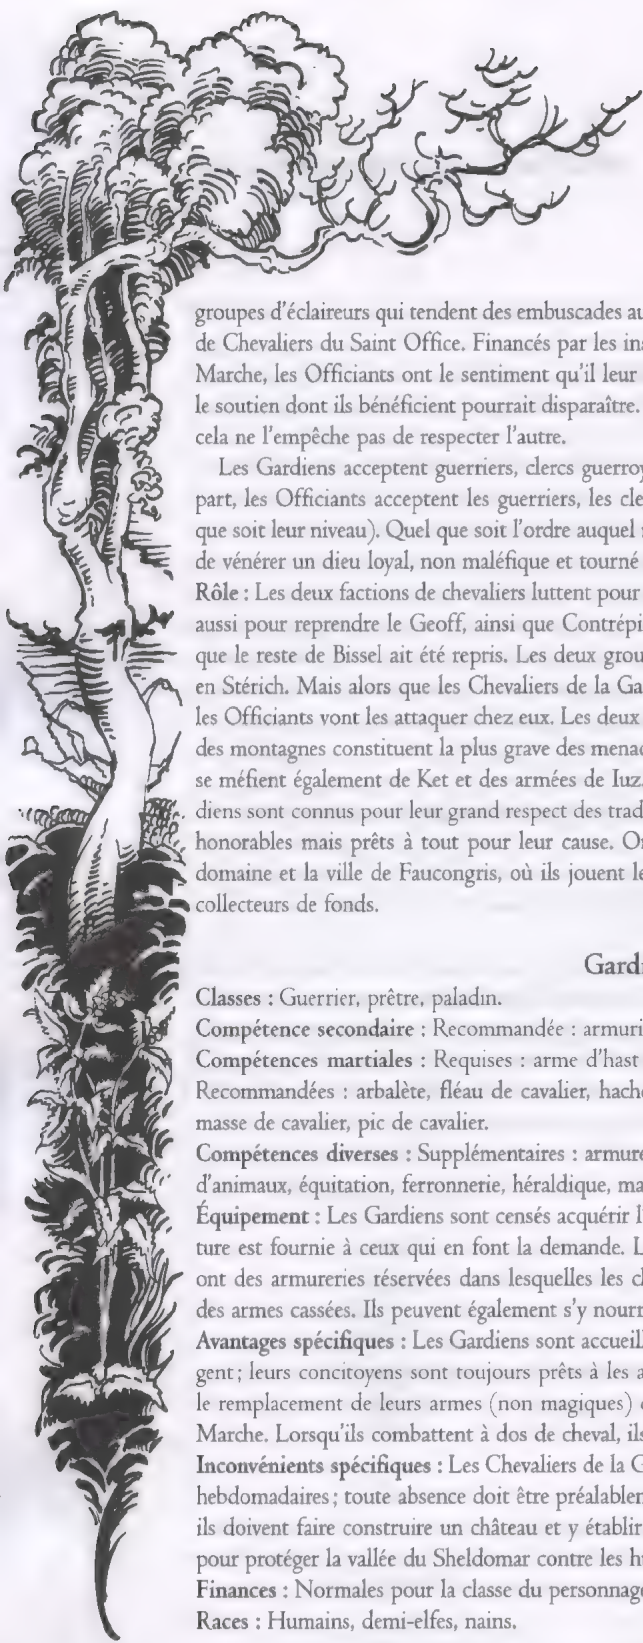 groupes d'éclaireurs qui tendent des embuscades au
de Chevaliers du Saint Office. Financés par les in
Marche, les Officiants ont le sentiment qu'il leur
le soutien dont ils bénéficient pourrait disparaître.
cela ne l'empêche pas de respecter l'autre.
Les Gardiens acceptent guerriers, clercs guerroy
part, les Officiants acceptent les guerriers, les cle
que soit leur niveau). Quel que soit l'ordre auquel
de vénérer un dieu loyal, non maléfique et tourné
Rôle : Les deux factions de chevaliers luttent pour
aussi pour reprendre le Geoff, ainsi que Contrépi
que le reste de Bissel ait été repris. Les deux grou
en Stérich. Mais alors que les Chevaliers de la Ga
les Officiants vont les attaquer chez eux. Les deux
des montagnes constituent la plus grave des mena
se méfient également de Ket et des armées de Iuz.
diens sont connus pour leur grand respect des trad
honorables mais prêts à tout pour leur cause. O
domaine et la ville de Faucongris, où ils jouent le
collecteurs de fonds.
Gardi
Classes : Guerrier, prêtre, paladin.
Compétence secondaire : Recommandée : armuri
Compétences martiales : Requises : arme d'hast
Recommandées : arbalète, fléau de cavalier, hach
masse de cavalier, pic de cavalier.
Compétences diverses : Supplémentaires : armure
d'animaux, équitation, ferronnerie, héraldique, ma
Équipement : Les Gardiens sont censés acquérir l
ture est fournie à ceux qui en font la demande. L
ont des armureries réservées dans lesquelles les c
des armes cassées. Ils peuvent également s'y nourr
Avantages spécifiques : Les Gardiens sont accueil
gent; leurs concitoyens sont toujours prêts à les a
le remplacement de leurs armes (non magiques)
Marche. Lorsqu'ils combattent à dos de cheval, ils
Inconvénients spécifiques : Les Chevaliers de la G
hebdomadaires; toute absence doit être préalablem
ils doivent faire construire un château et y établir
pour protéger la vallée du Sheldomar contre les h
Finances : Normales pour la classe du personnage
Races : Humains, demi-elfes, nains.